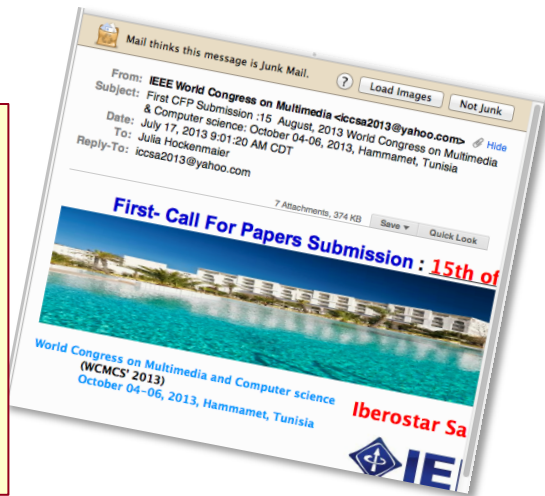 Mail thinks this message is Junk Mail.
? Load Images Not Junk
From: IEEE World Congress on Multimedia <iccsa2013@yahoo.com> Hide
Subject: First CFP Submission :15 August, 2013 World Congress on Multimedia
& Computer science: October 04-06, 2013, Hammamet, Tunisia
Date: July 17, 2013 9:01:20 AM CDT
To: Julia Hockenmaier
Reply-To: iccsa2013@yahoo.com
7 Attachments, 374 KB Save Quick Look
First- Call For Papers Submission : 15th of
World Congress on Multimedia and Computer science
(WCMCS' 2013)
October 04-06, 2013, Hammamet, Tunisia
Iberostar Sa
IE